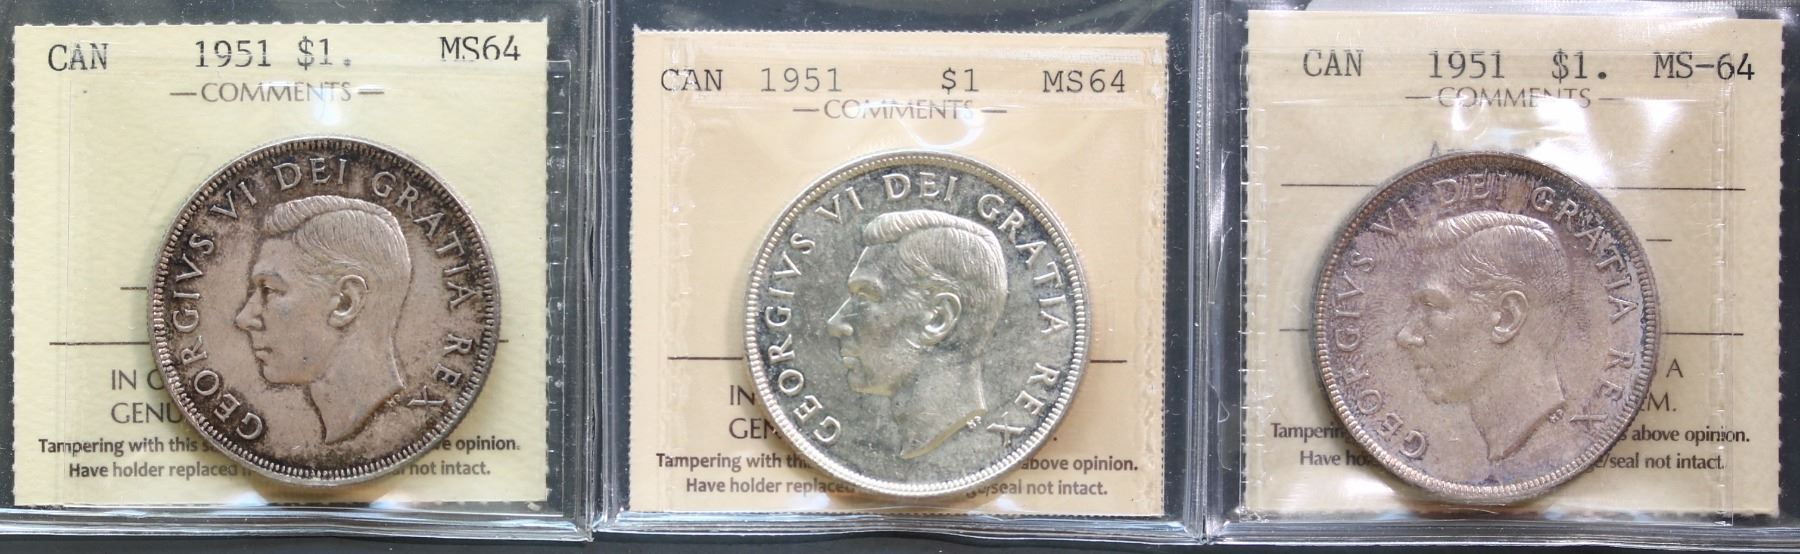 CAN 1951 $1. MS64
COMMENTS
GEORGIVS VI DEI GRATIA REX
IN
GENU
Tampering with this opinion.
Have holder replaced not intact.
CAN 1951 $1 MS64
COMMENTS
GEORGIVS VI DEI GRATIA REX
HP
IN
GEN
Tampering with above opinion.
Have holder replaced seal not intact.
CAN 1951 $1. MS-64
COMMENTS
GEORGIVS VI DEI GRATIA REX
HP
A
EM.
Tampering above opinion.
Have seal not intact.